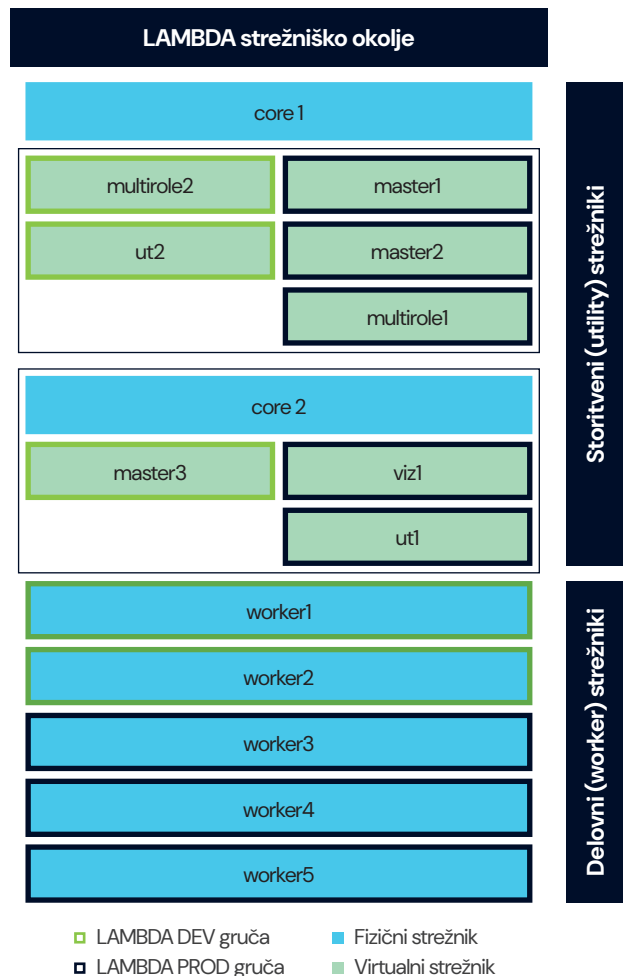 LAMBDA strežniško okolje
core 1
multirole2
master1
ut2
master2
multirole1
core 2
master3
viz1
ut1
Storitveni (utility) strežniki
worker1
worker2
worker3
worker4
worker5
Delovni (worker) strežniki
LAMBDA DEV gruča
Fizični strežnik
LAMBDA PROD gruča
Virtualni strežnik